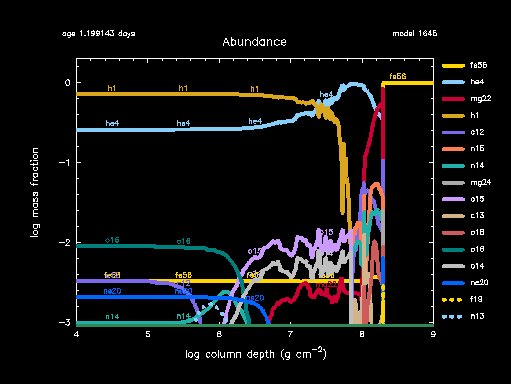 age 1.199143 days
model 1645
Abundance
fe56
h1 h1 h1
he4
he4 he4 he4
o15
o16 o16
o15
fe56 fe56 fe56 fe56
ne20 ne20
n14 n14
0
−1
−2
−3
4 5 6 7 8 9
log mass fraction
log column depth (g cm−2)
fe56
he4
mg22
h1
c12
n15
n14
mg24
o15
c13
o18
o16
o14
ne20
f19
n13